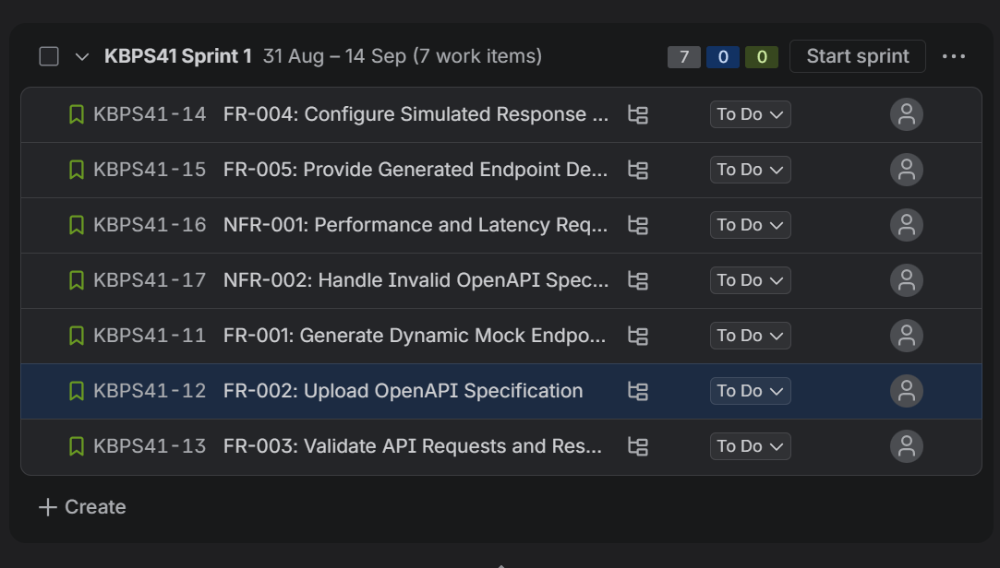 KBPS41 Sprint 1 31 Aug – 14 Sep (7 work items) 7 0 0 Start sprint
KBPS41-14 FR-004: Configure Simulated Response ... To Do
KBPS41-15 FR-005: Provide Generated Endpoint De... To Do
KBPS41-16 NFR-001: Performance and Latency Req... To Do
KBPS41-17 NFR-002: Handle Invalid OpenAPI Spec... To Do
KBPS41-11 FR-001: Generate Dynamic Mock Endpo... To Do
KBPS41-12 FR-002: Upload OpenAPI Specification To Do
KBPS41-13 FR-003: Validate API Requests and Res... To Do
Create